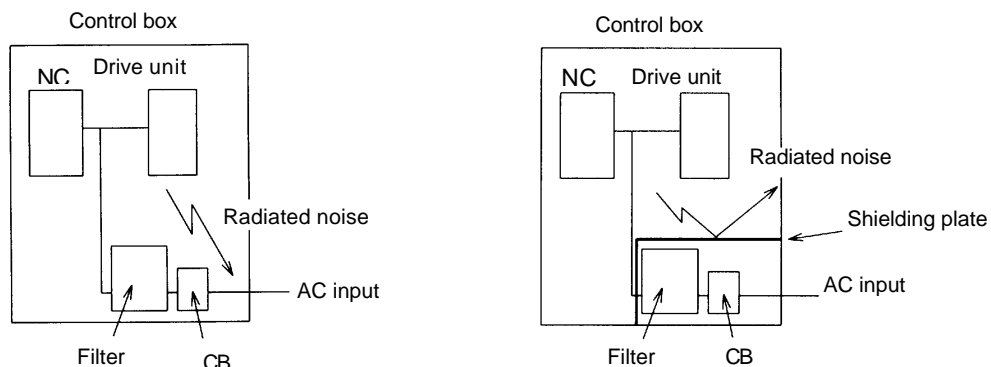 Control box
NC
Drive unit
Radiated noise
AC input
Filter
CB
Control box
NC
Drive unit
Radiated noise
Shielding plate
AC input
Filter
CB